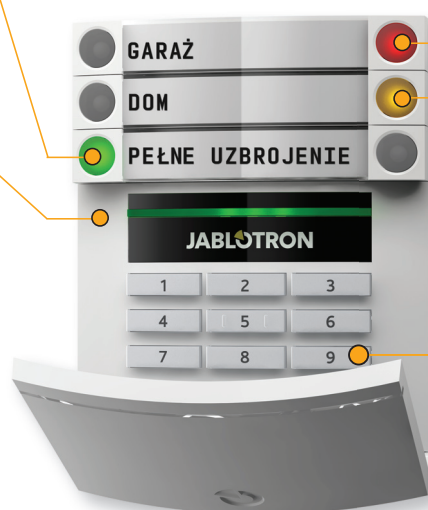 GARAŻ
DOM
PEŁNE UZBROJENIE
JABLOTRON
1 2 3
4 5 6
7 8 9